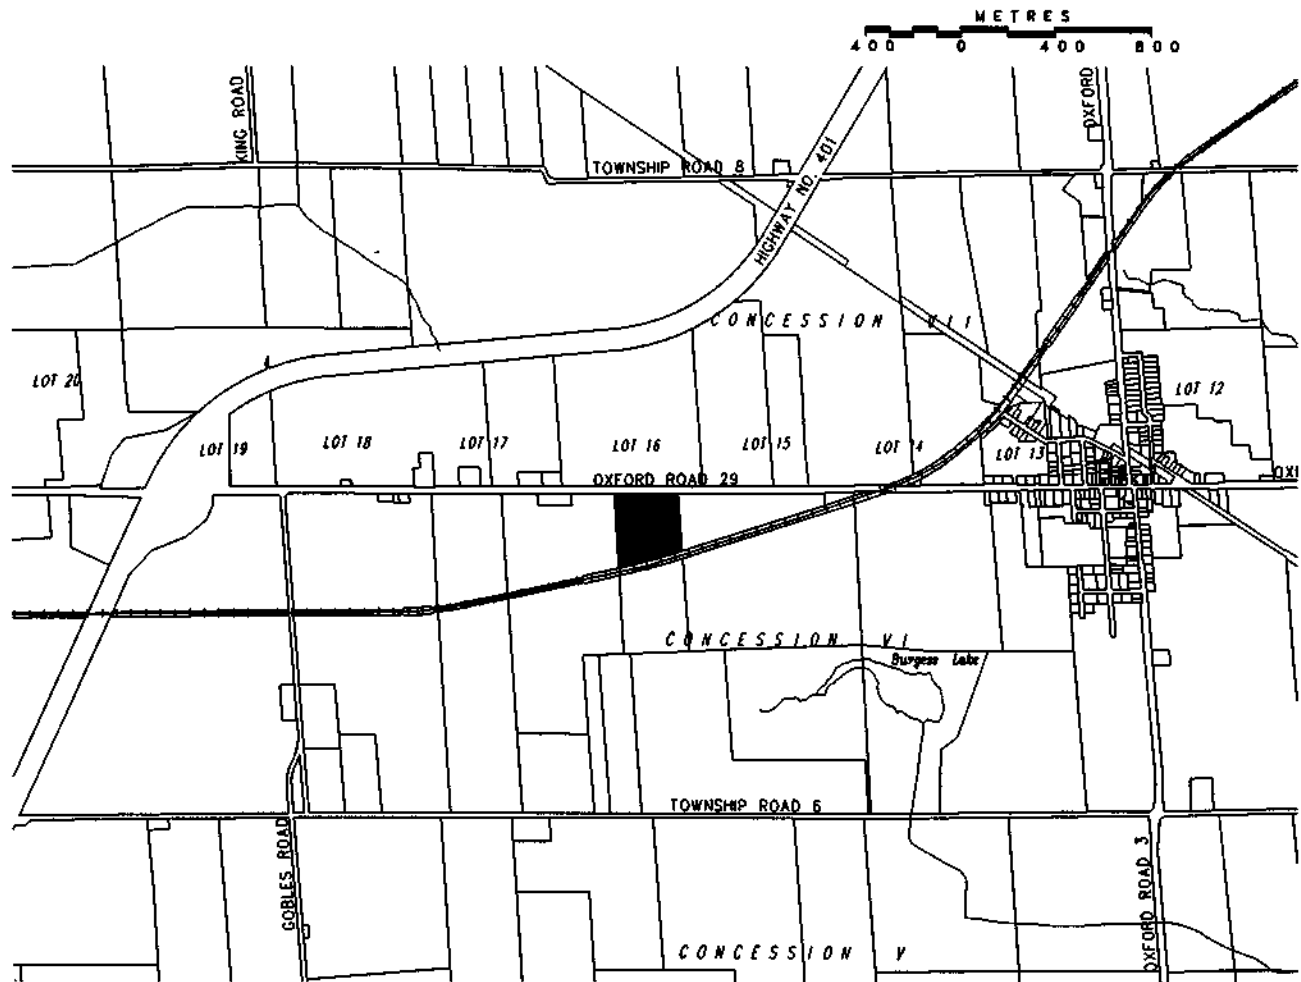 METRES
400 0 400 800
KING ROAD
OXFORD
TOWNSHIP ROAD 8
HIGHWAY NO. 401
CONCESSION VII
LOT 20
LOT 12
LOT 19
LOT 18
LOT 17
LOT 16
LOT 15
LOT 14
LOT 13
OXFORD ROAD 29
OXF
CONCESSION VI
Burgess Lake
TOWNSHIP ROAD 6
GOBLES ROAD
OXFORD ROAD 3
CONCESSION V